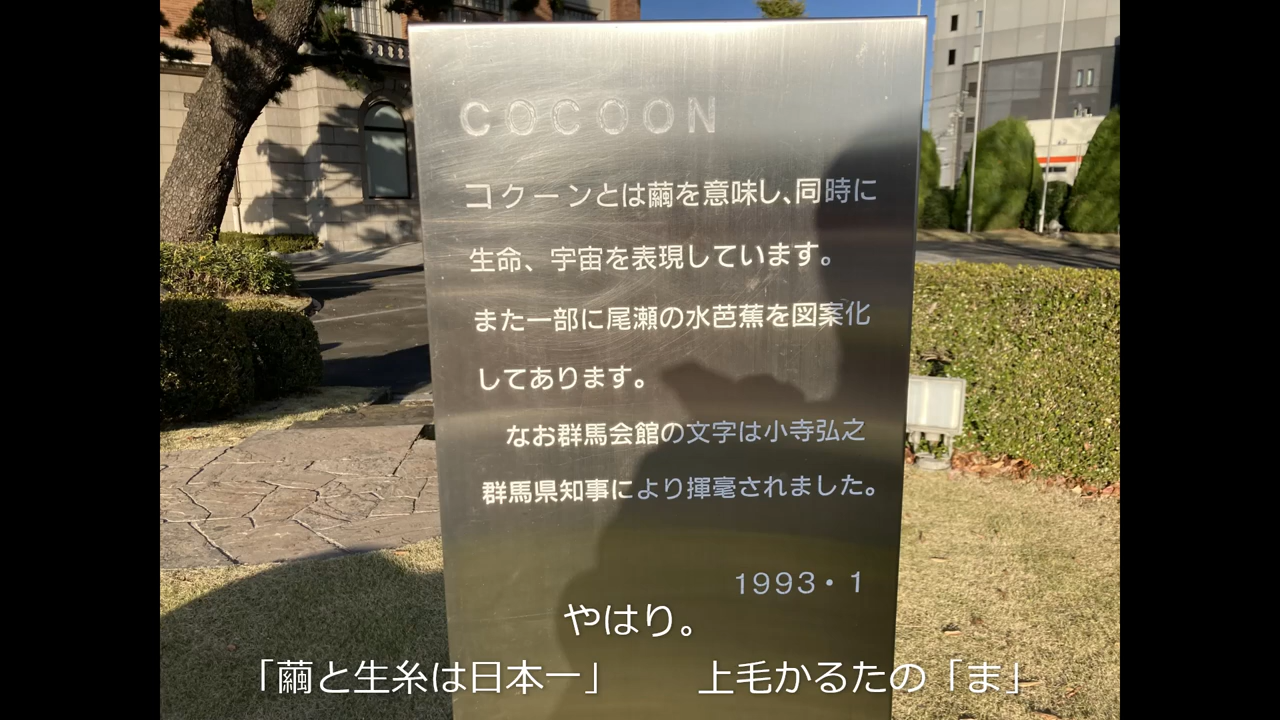 COCOON
コクーンとは繭を意味し、同時に
生命、宇宙を表現しています。
また一部に尾瀬の水芭蕉を図案化
してあります。
なお群馬会館の文字は小寺弘之
群馬県知事により揮毫されました。
1993・1
やはり。
「繭と生糸は日本一」　　上毛かるたの「ま」